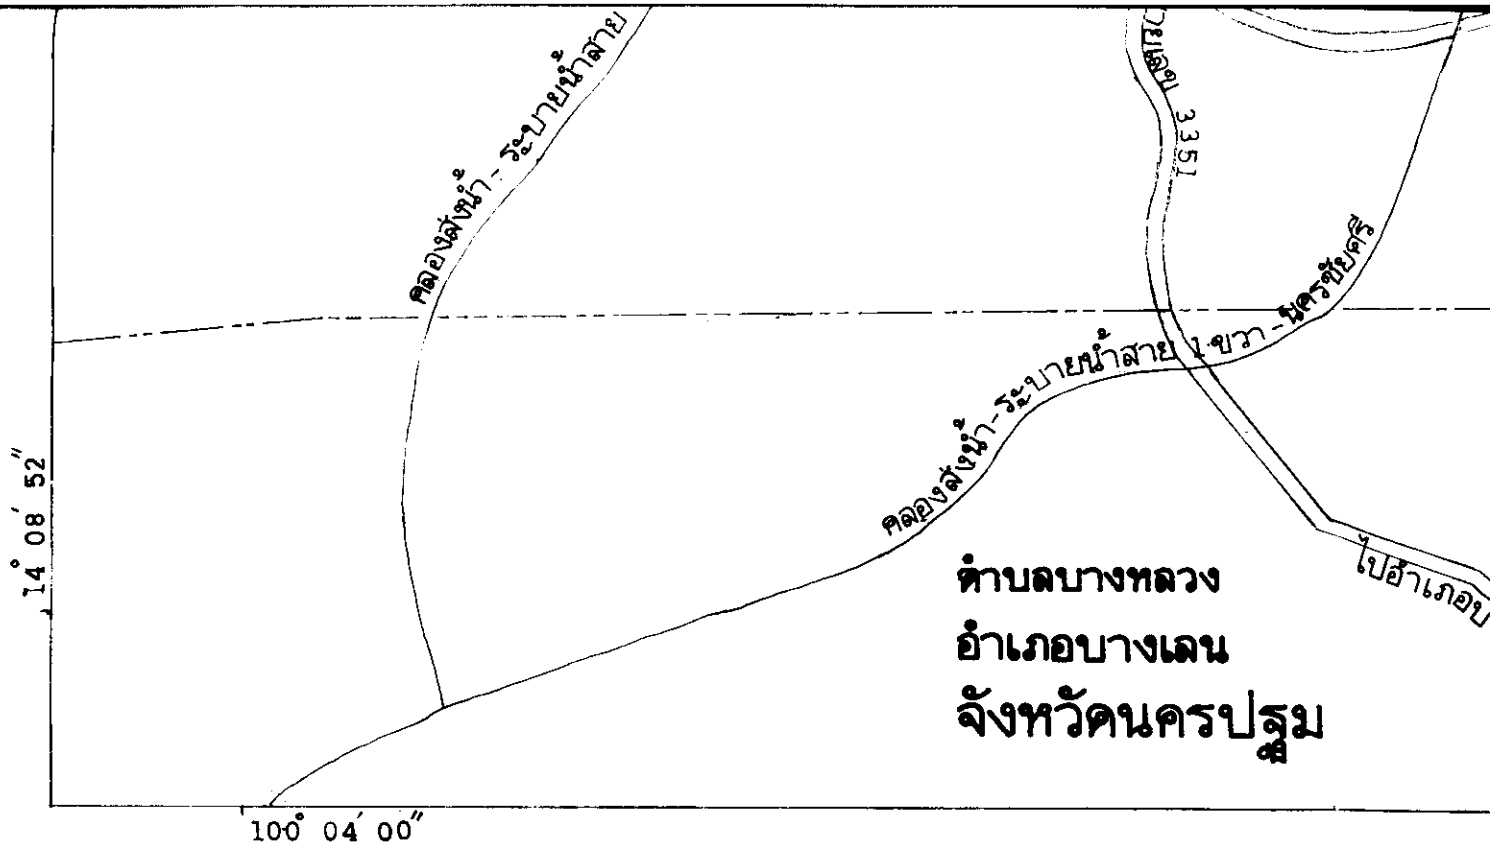 คลองส่งน้ำ-ระบายน้ำสาย
วยเลข 3351
คลองส่งน้ำ-ระบายน้ำสาย 1 ขวา-นครชัยศรี
14° 08′ 52″
ไปอำเภอบ
ตำบลบางหลวง
อำเภอบางเลน
จังหวัดนครปฐม
100° 04′ 00″